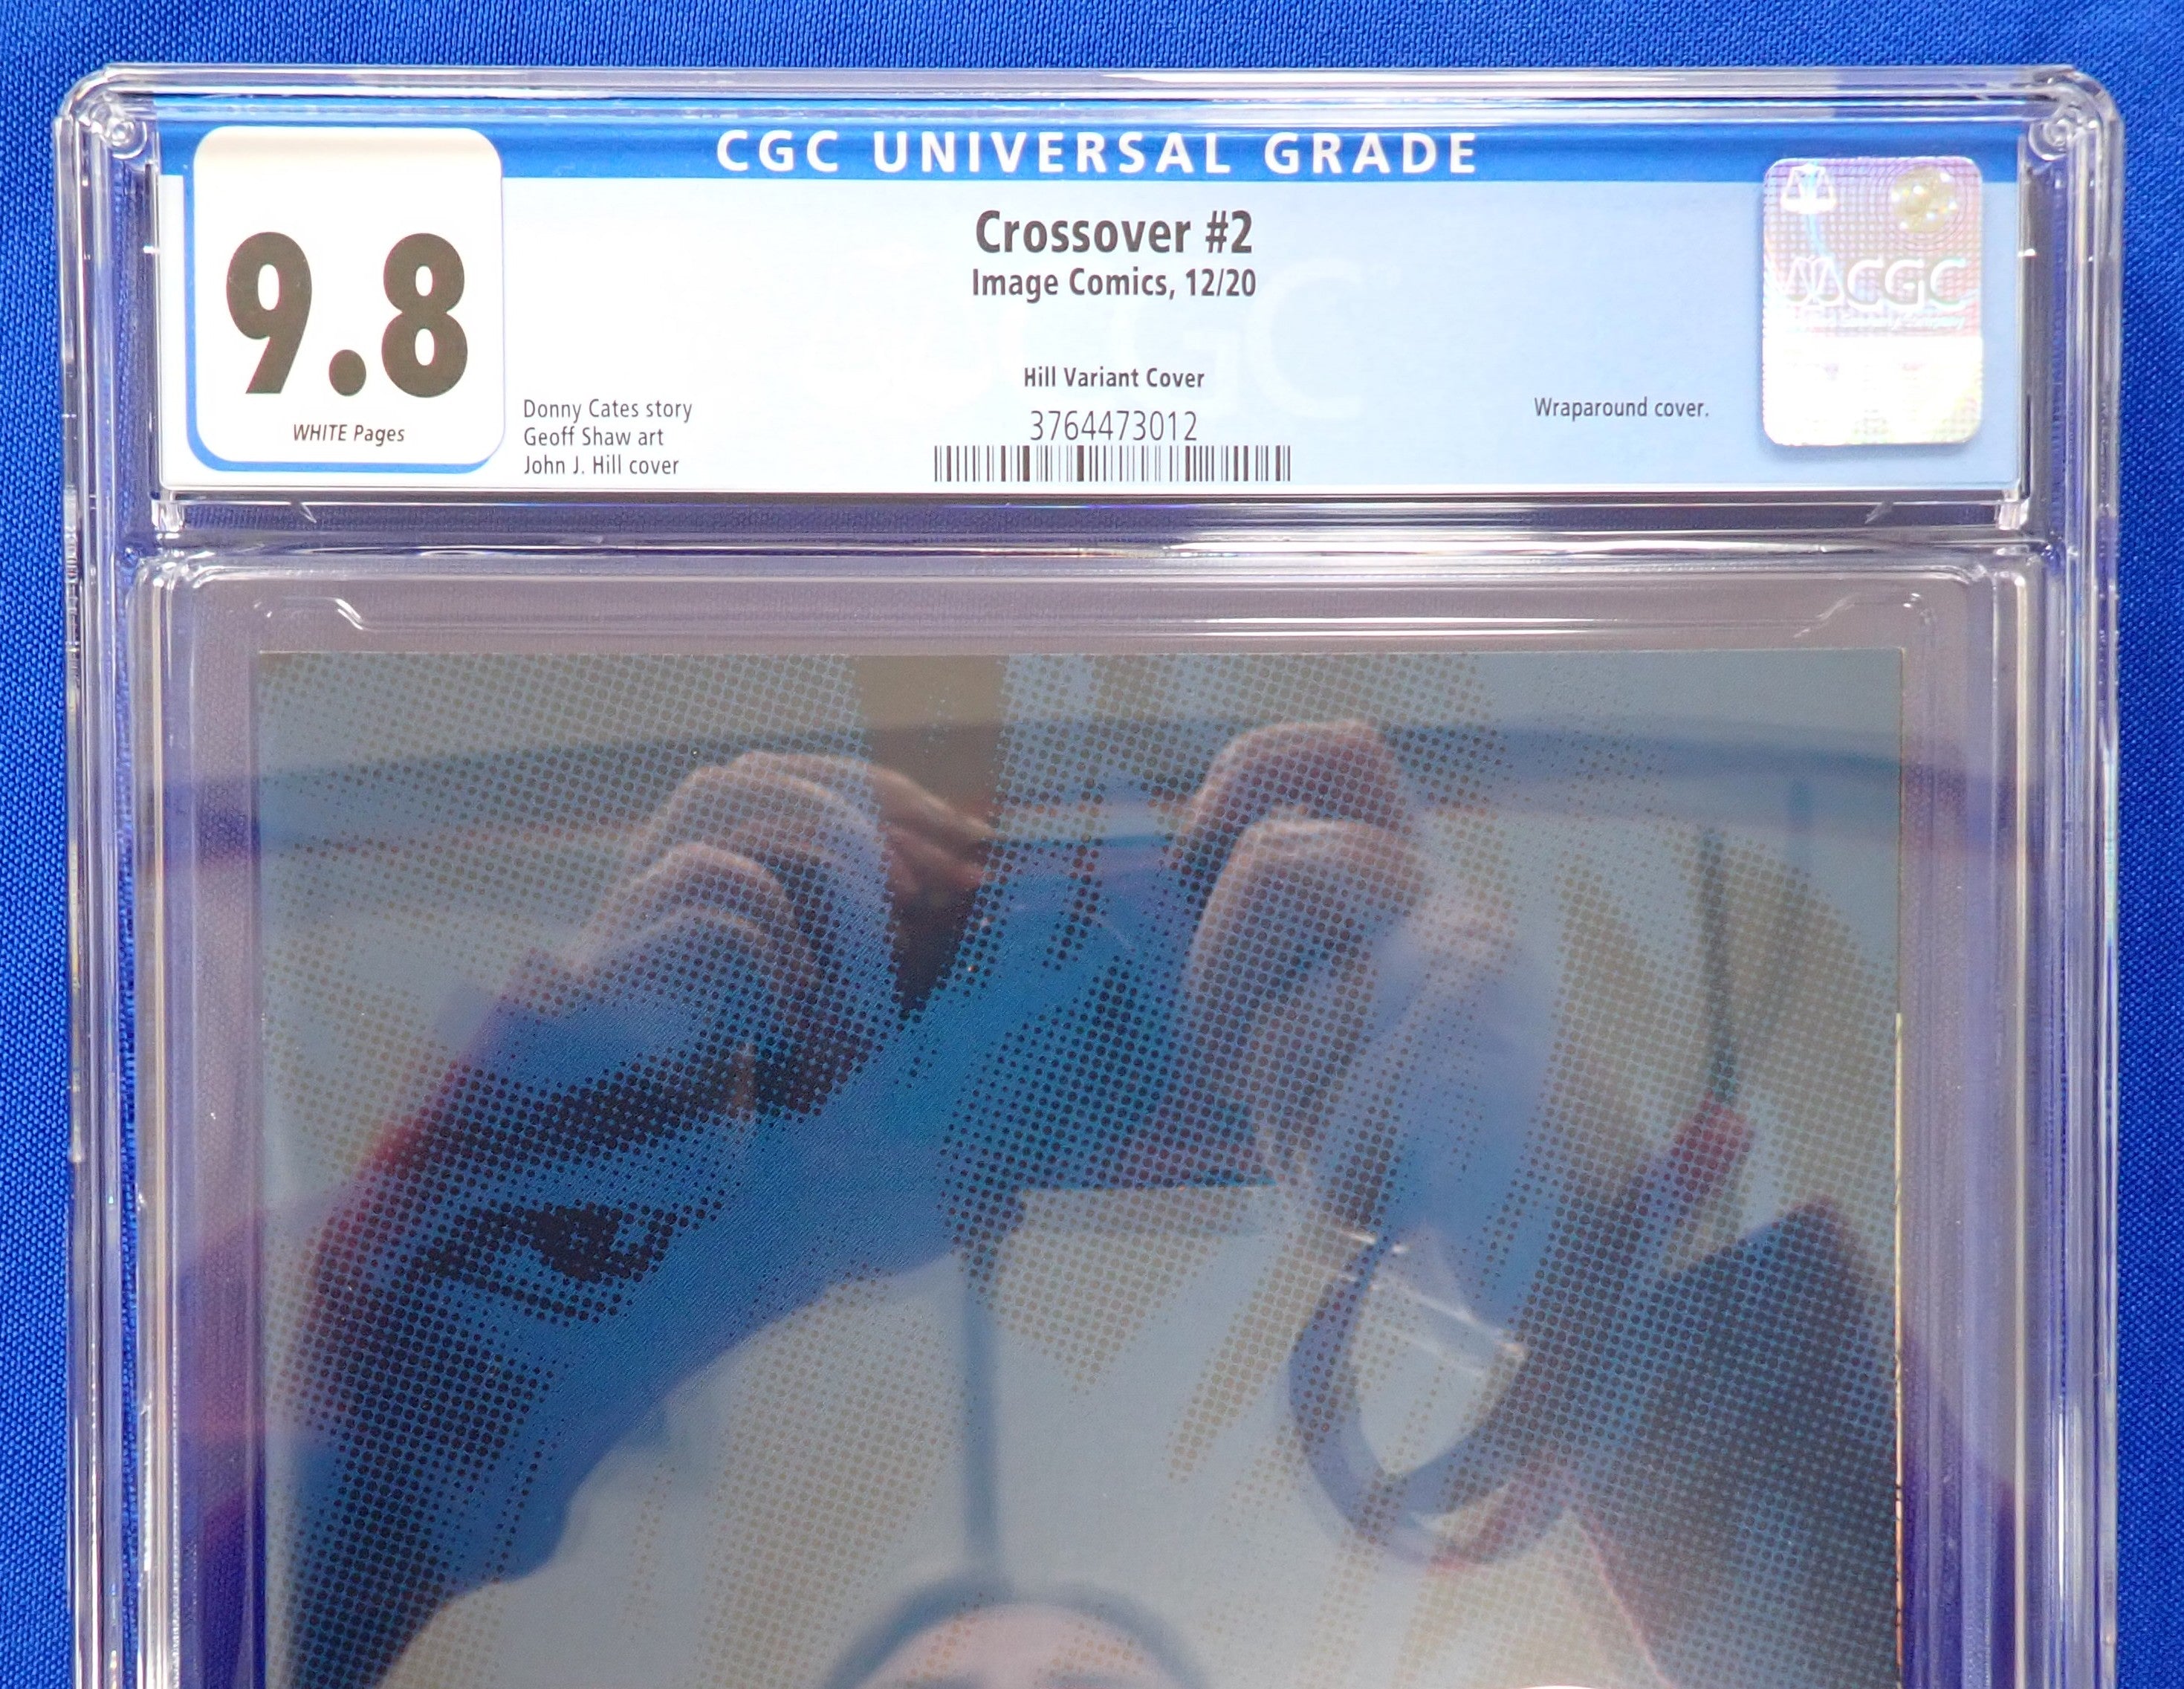 CGC UNIVERSAL GRADE
9.8
WHITE Pages
Crossover #2
Image Comics, 12/20
Hill Variant Cover
3764473012
Donny Cates story
Geoff Shaw art
John J. Hill cover
Wraparound cover.
CGC
CGC